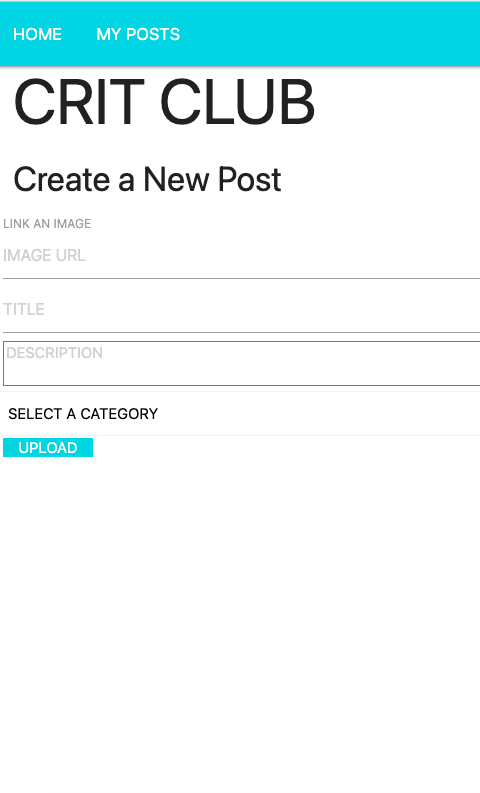 HOME MY POSTS
CRIT CLUB
Create a New Post
LINK AN IMAGE
IMAGE URL
TITLE
DESCRIPTION
SELECT A CATEGORY
UPLOAD